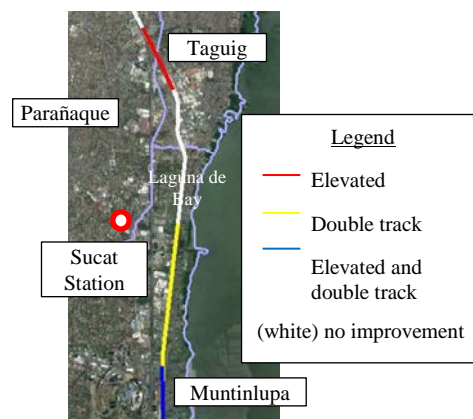 Taguig
Parañaque
Laguna de
Bay
Sucat
Station
Muntinlupa
Legend
Elevated
Double track
Elevated and
double track
(white) no improvement